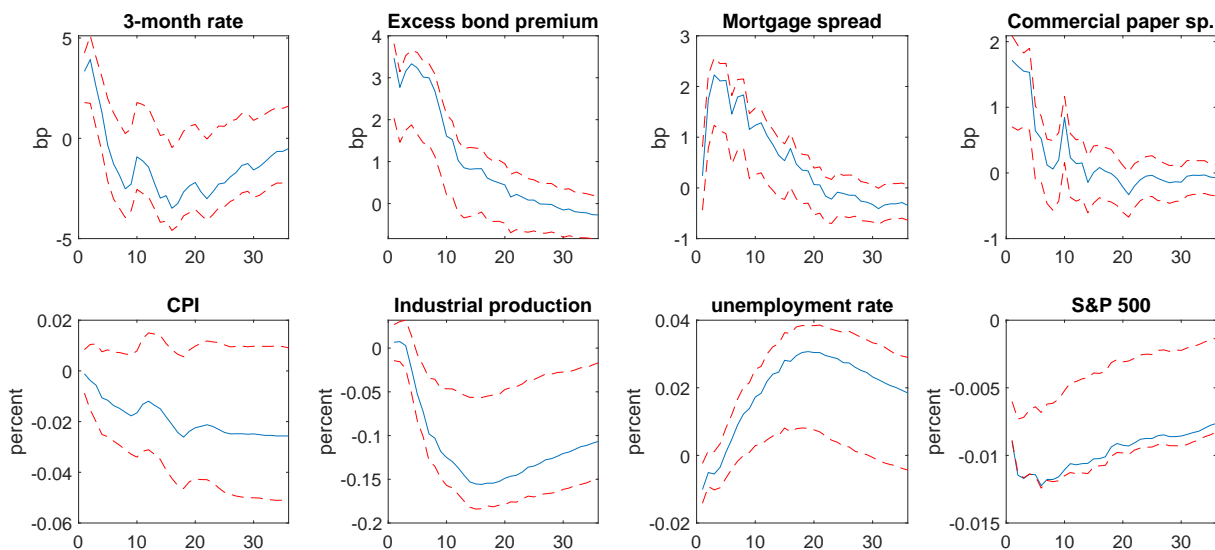 3-month rate
5
0
-5
bp
0 10 20 30
Excess bond premium
4
3
2
1
0
bp
0 10 20 30
Mortgage spread
3
2
1
0
-1
bp
0 10 20 30
Commercial paper sp.
2
1
0
-1
bp
0 10 20 30
CPI
0.02
0
-0.02
-0.04
-0.06
percent
0 10 20 30
Industrial production
0
-0.05
-0.1
-0.15
-0.2
percent
0 10 20 30
unemployment rate
0.04
0.02
0
-0.02
percent
0 10 20 30
S&P 500
0
-0.005
-0.01
-0.015
percent
0 10 20 30